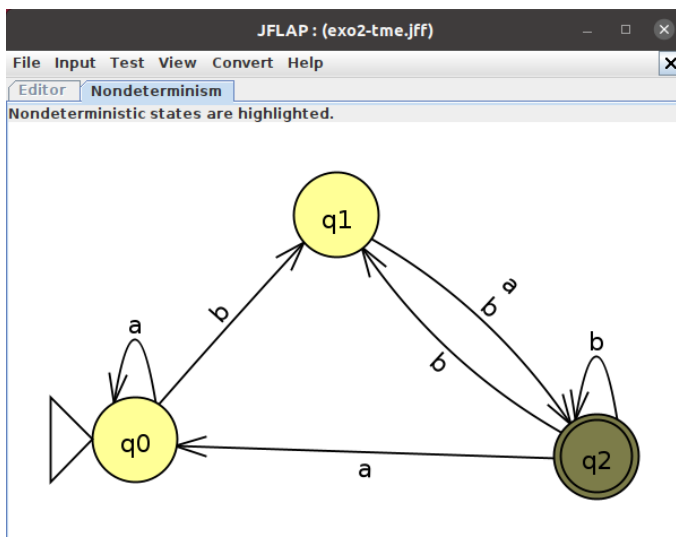 JFLAP : (exo2-tme.jff)
File Input Test View Convert Help
Editor Nondeterminism
Nondeterministic states are highlighted.
q1
a
b
b
b
a
b
q0
q2
a